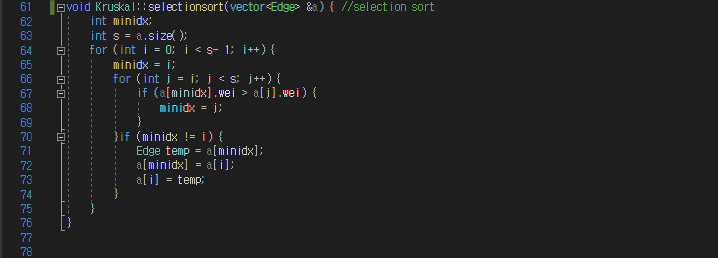 61 void Kruskal::selectionsort(vector<Edge> &a) { //selection sort
62     int minidx;
63     int s = a.size();
64     for (int i = 0; i < s- 1; i++) {
65         minidx = i;
66         for (int j = i; j < s; j++) {
67             if (a[minidx].wei > a[j].wei) {
68                 minidx = j;
69             }
70         }if (minidx != i) {
71             Edge temp = a[minidx];
72             a[minidx] = a[i];
73             a[i] = temp;
74         }
75     }
76 }
77
78